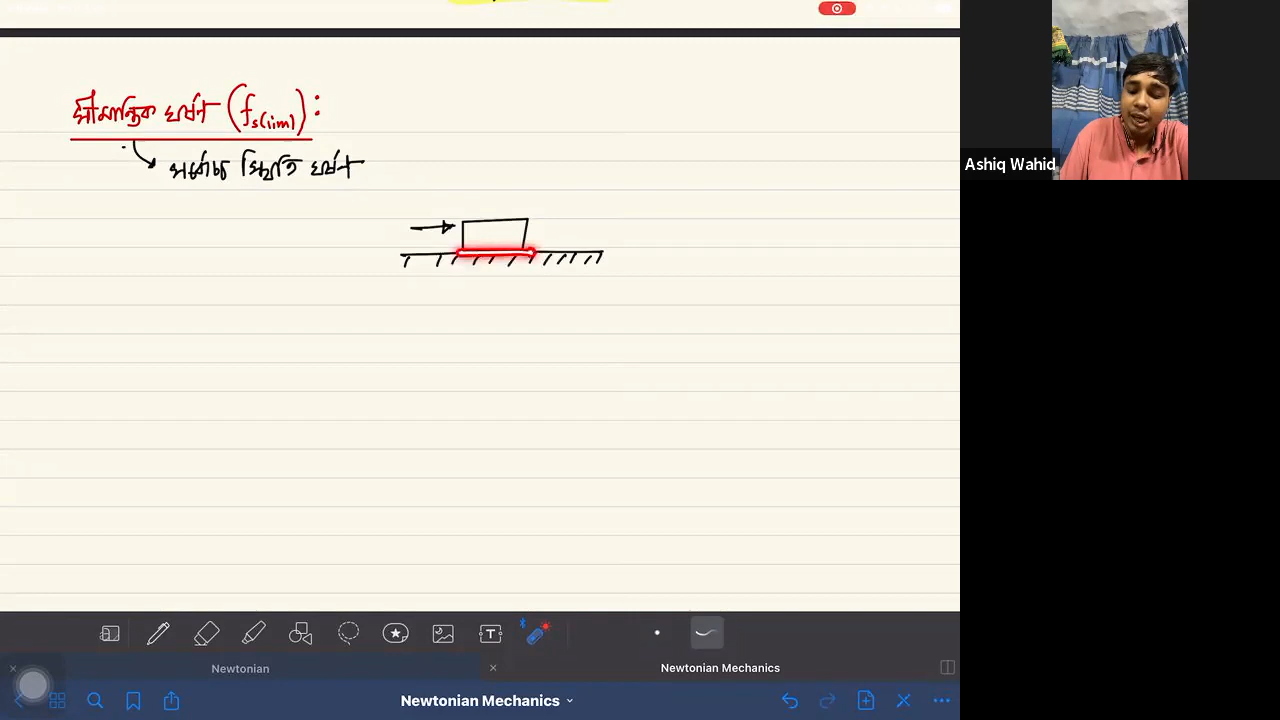 সীমান্তিক ঘর্ষণ (fs(lim)) :
সর্বোচ্চ স্থিতি ঘর্ষণ
Ashiq Wahid
T
Newtonian
Newtonian Mechanics
Newtonian Mechanics